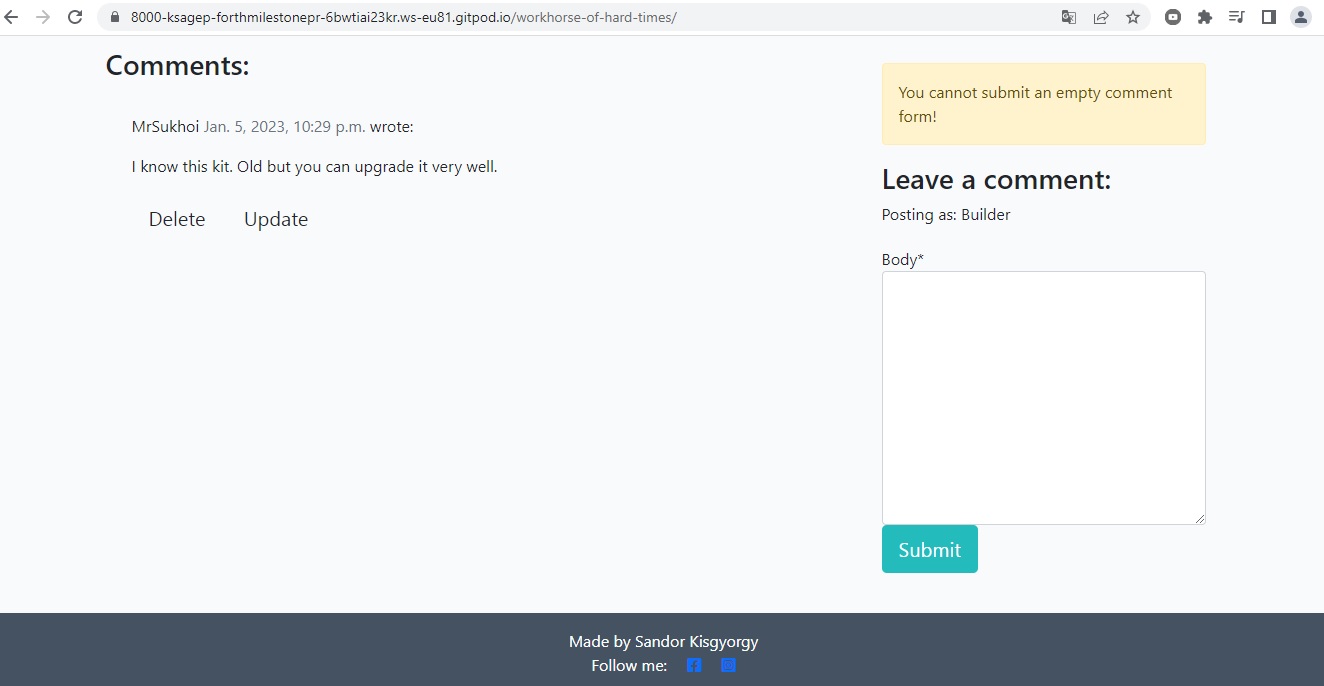 8000-ksagep-forthmilestonepr-6bwtiai23kr.ws-eu81.gitpod.io/workhorse-of-hard-times/
Comments:
MrSukhoi Jan. 5, 2023, 10:29 p.m. wrote:
I know this kit. Old but you can upgrade it very well.
Delete Update
You cannot submit an empty comment
form!
Leave a comment:
Posting as: Builder
Body*
Submit
Made by Sandor Kisgyorgy
Follow me: